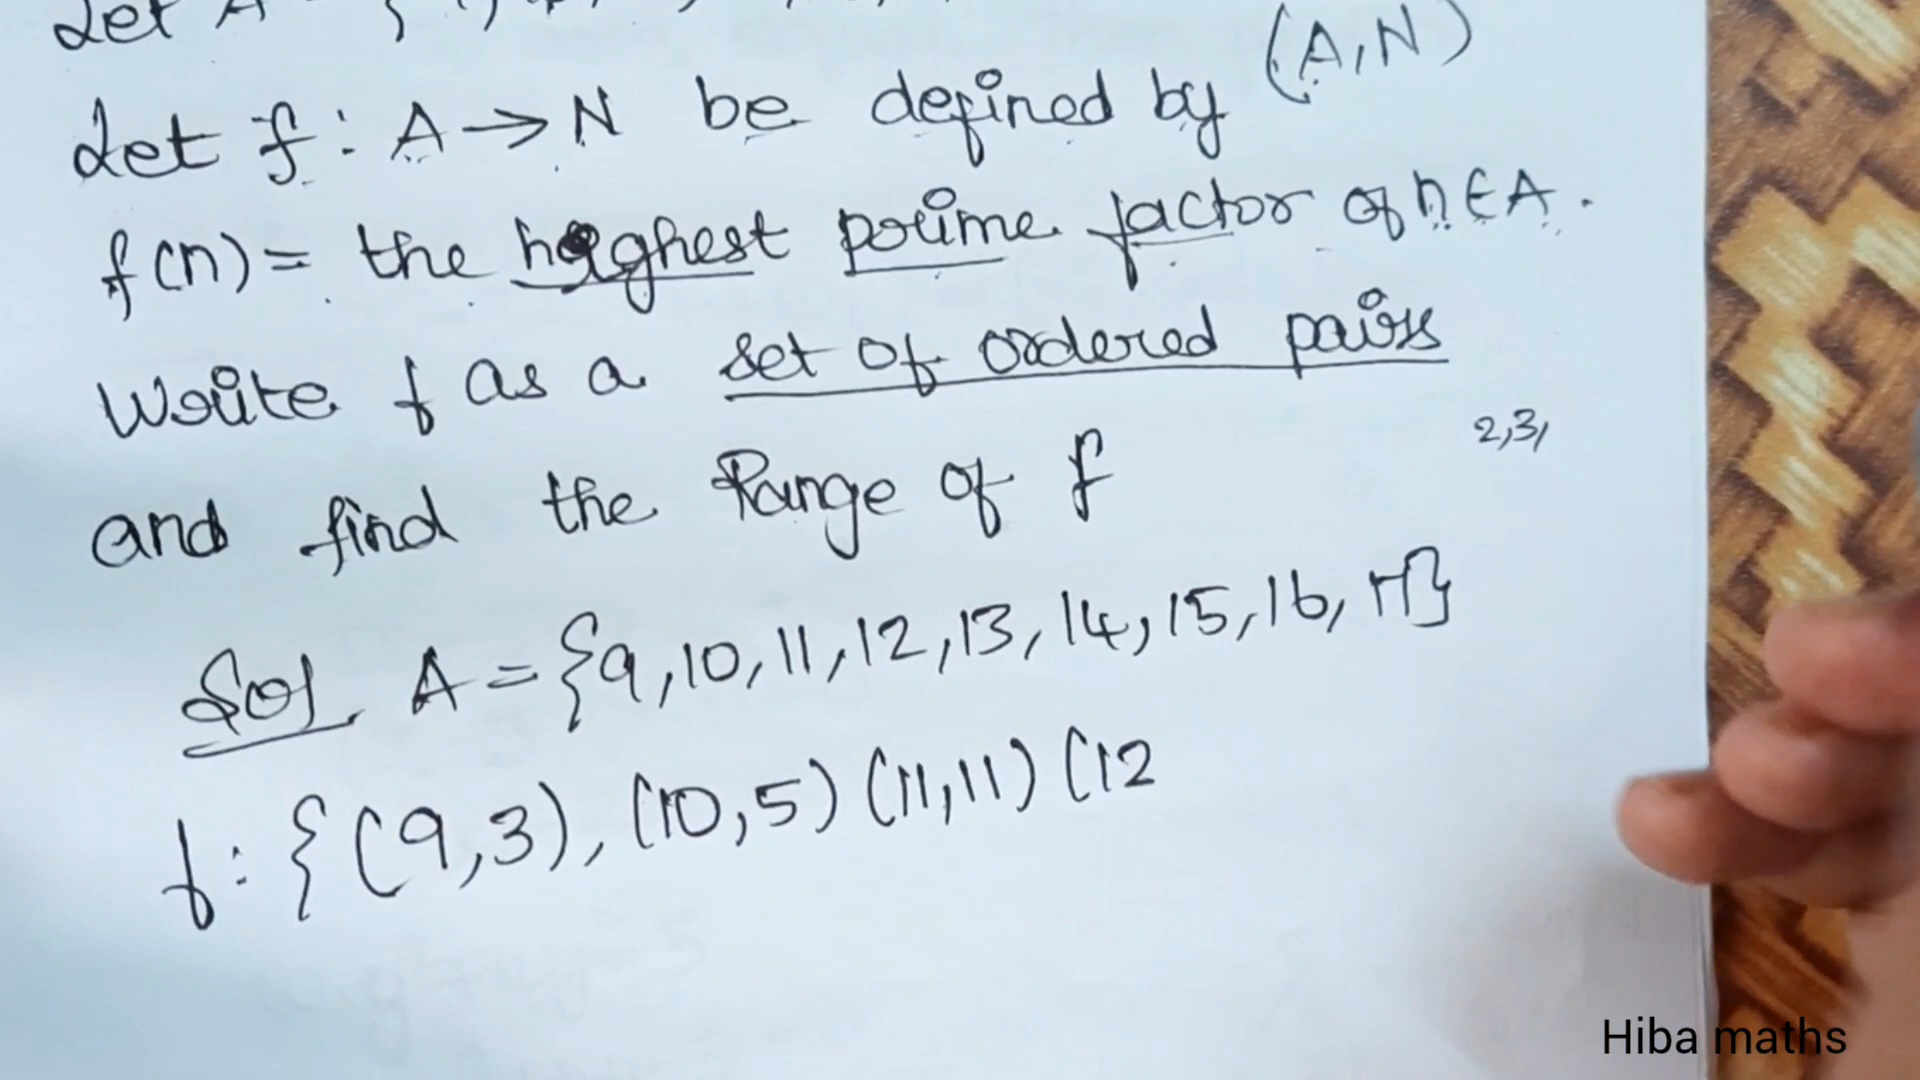 Let A = {
(A,N)
Let f : A → N be defined by
f(n) = the highest prime factor of n ∈ A.
Write f as a set of ordered pairs
2,3,
and find the Range of f
Sol A = {9,10,11,12,13,14,15,16,17}
f : {(9,3), (10,5) (11,11) (12
Hiba maths